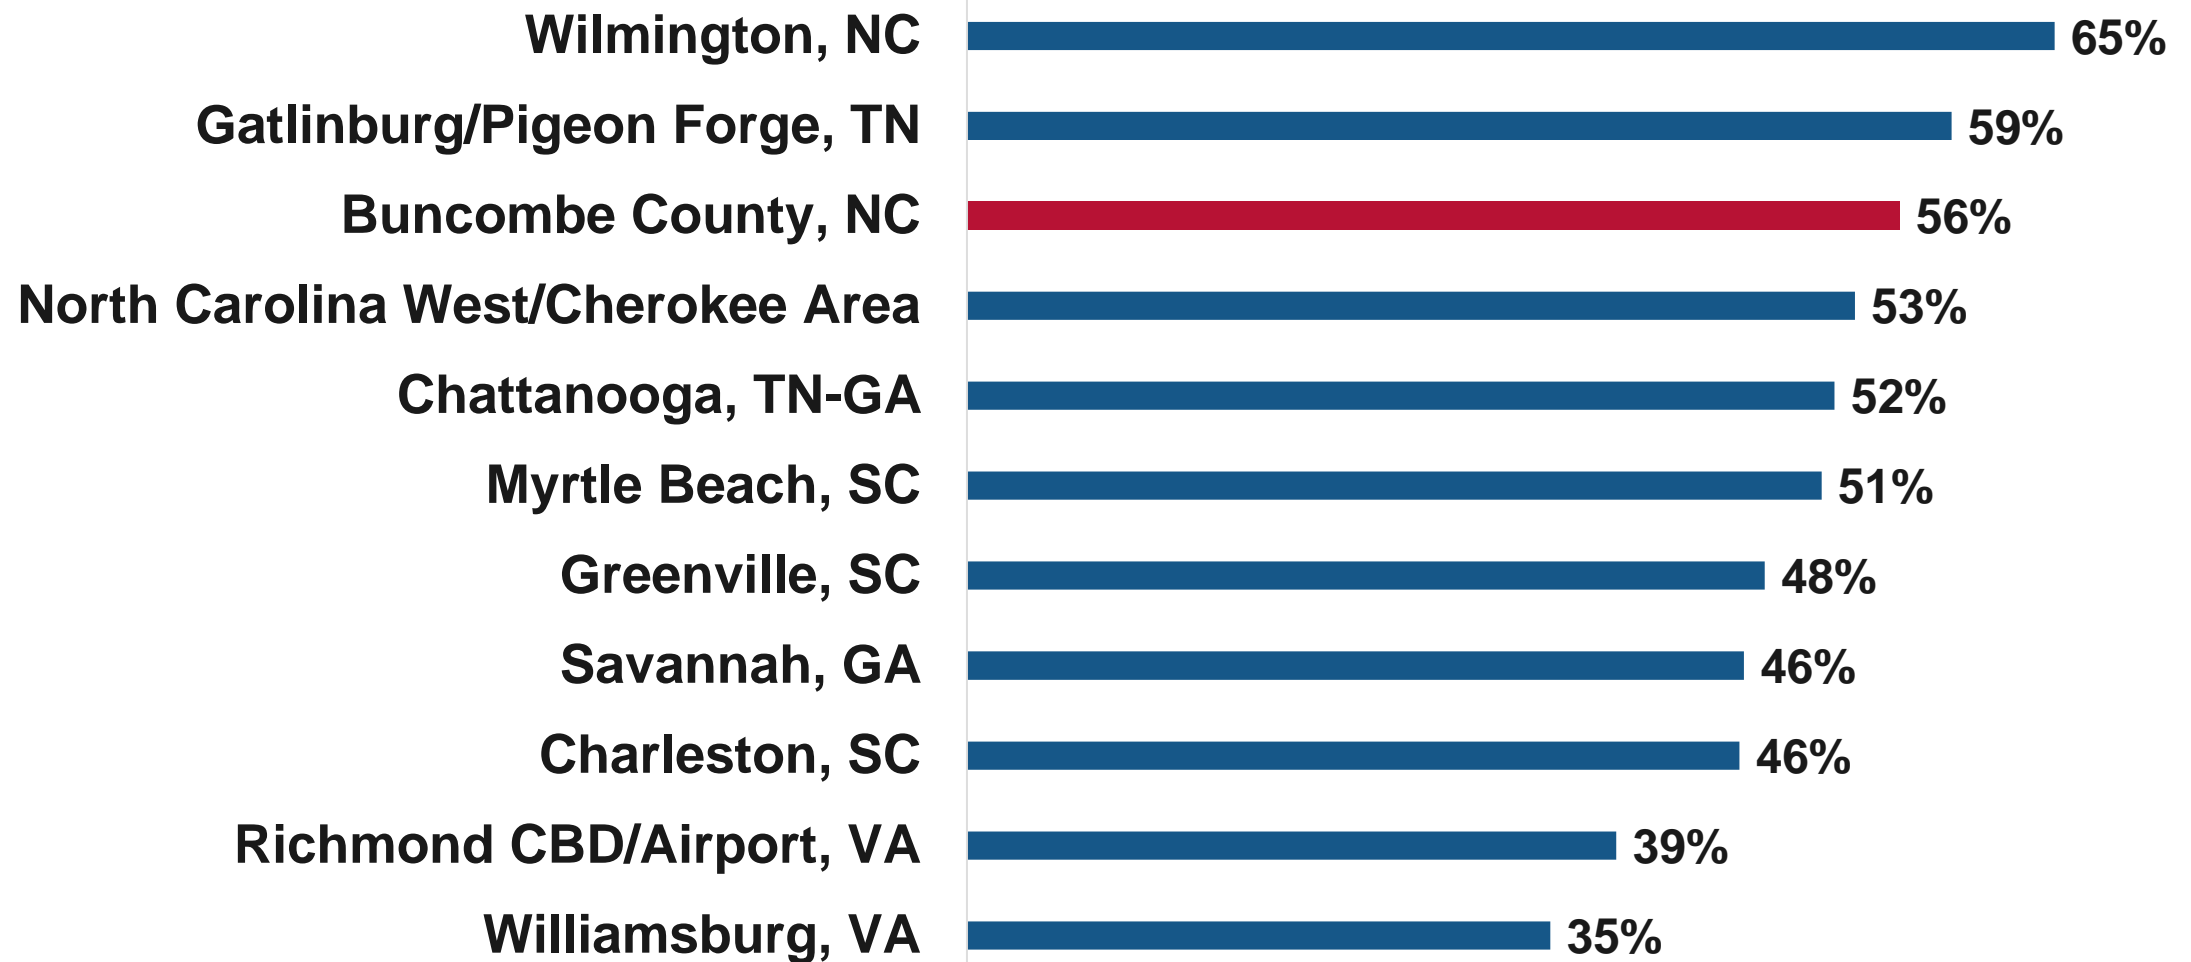 Wilmington, NC 65%
Gatlinburg/Pigeon Forge, TN 59%
Buncombe County, NC 56%
North Carolina West/Cherokee Area 53%
Chattanooga, TN-GA 52%
Myrtle Beach, SC 51%
Greenville, SC 48%
Savannah, GA 46%
Charleston, SC 46%
Richmond CBD/Airport, VA 39%
Williamsburg, VA 35%